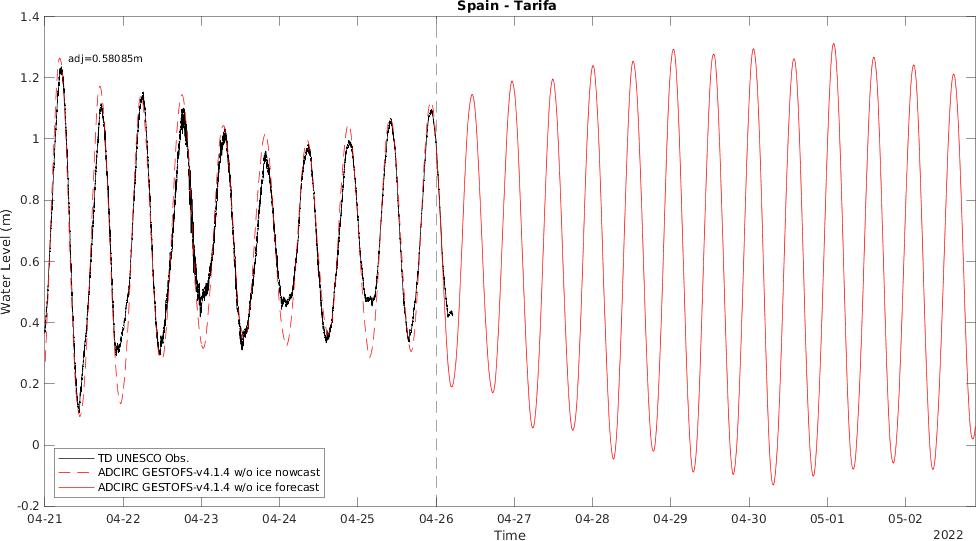 Spain - Tarifa
1.4
1.2
1
0.8
0.6
0.4
0.2
0
-0.2
Water Level (m)
adj=0.58085m
TD UNESCO Obs.
ADCIRC GESTOFS-v4.1.4 w/o ice nowcast
ADCIRC GESTOFS-v4.1.4 w/o ice forecast
04-21 04-22 04-23 04-24 04-25 04-26 04-27 04-28 04-29 04-30 05-01 05-02
Time
2022